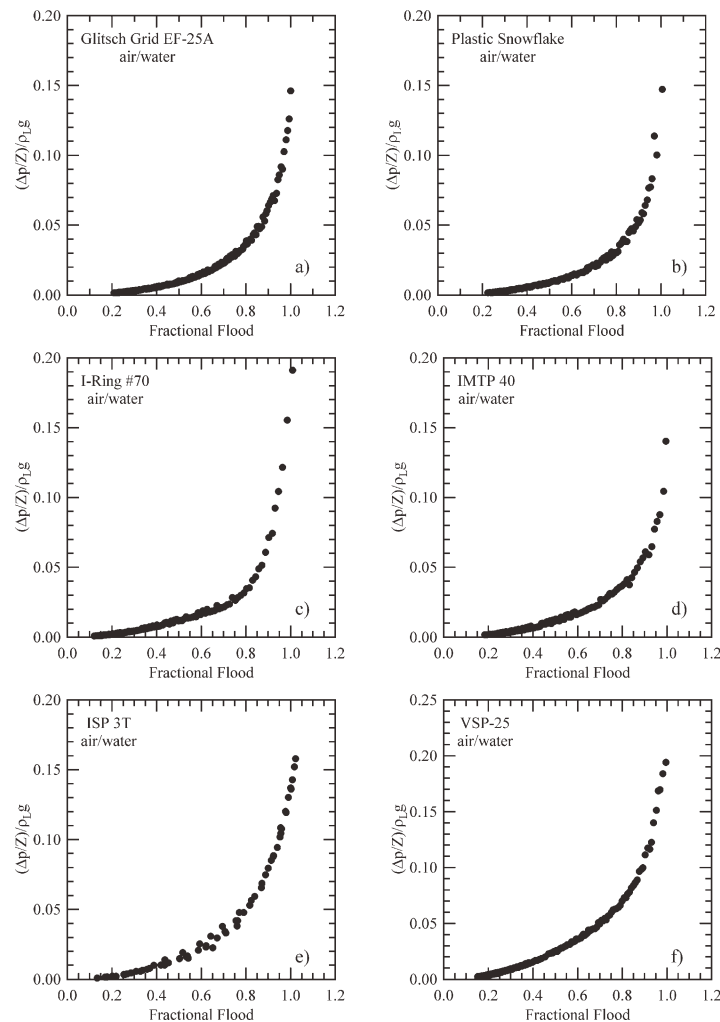 Glitsch Grid EF-25A
air/water
0.20
0.15
0.10
0.05
0.00
(Δp/Z)/ρLg
a)
0.0 0.2 0.4 0.6 0.8 1.0 1.2
Fractional Flood
Plastic Snowflake
air/water
0.20
0.15
0.10
0.05
0.00
(Δp/Z)/ρLg
b)
0.0 0.2 0.4 0.6 0.8 1.0 1.2
Fractional Flood
I-Ring #70
air/water
0.20
0.15
0.10
0.05
0.00
(Δp/Z)/ρLg
c)
0.0 0.2 0.4 0.6 0.8 1.0 1.2
Fractional Flood
IMTP 40
air/water
0.20
0.15
0.10
0.05
0.00
(Δp/Z)/ρLg
d)
0.0 0.2 0.4 0.6 0.8 1.0 1.2
Fractional Flood
ISP 3T
air/water
0.20
0.15
0.10
0.05
0.00
(Δp/Z)/ρLg
e)
0.0 0.2 0.4 0.6 0.8 1.0 1.2
Fractional Flood
VSP-25
air/water
0.25
0.20
0.15
0.10
0.05
0.00
(Δp/Z)/ρLg
f)
0.0 0.2 0.4 0.6 0.8 1.0 1.2
Fractional Flood